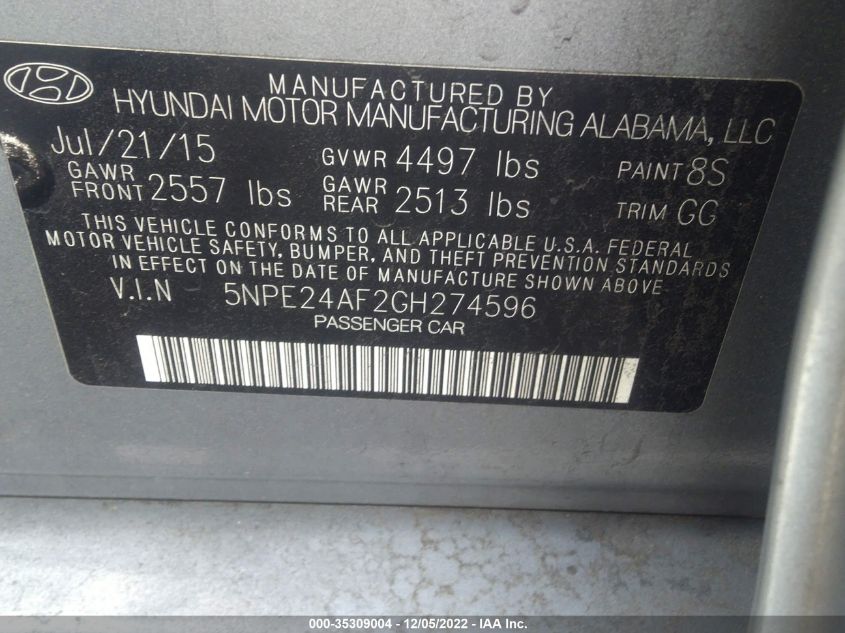 MANUFACTURED BY
HYUNDAI MOTOR MANUFACTURING ALABAMA, LLC
Jul/21/15 GVWR 4497 lbs PAINT 8S
GAWR FRONT 2557 lbs GAWR REAR 2513 lbs TRIM GG
THIS VEHICLE CONFORMS TO ALL APPLICABLE U.S.A. FEDERAL
MOTOR VEHICLE SAFETY, BUMPER, AND THEFT PREVENTION STANDARDS
IN EFFECT ON THE DATE OF MANUFACTURE SHOWN ABOVE.
V.I.N 5NPE24AF2GH274596
PASSENGER CAR
000-35309004 - 12/05/2022 - IAA Inc.